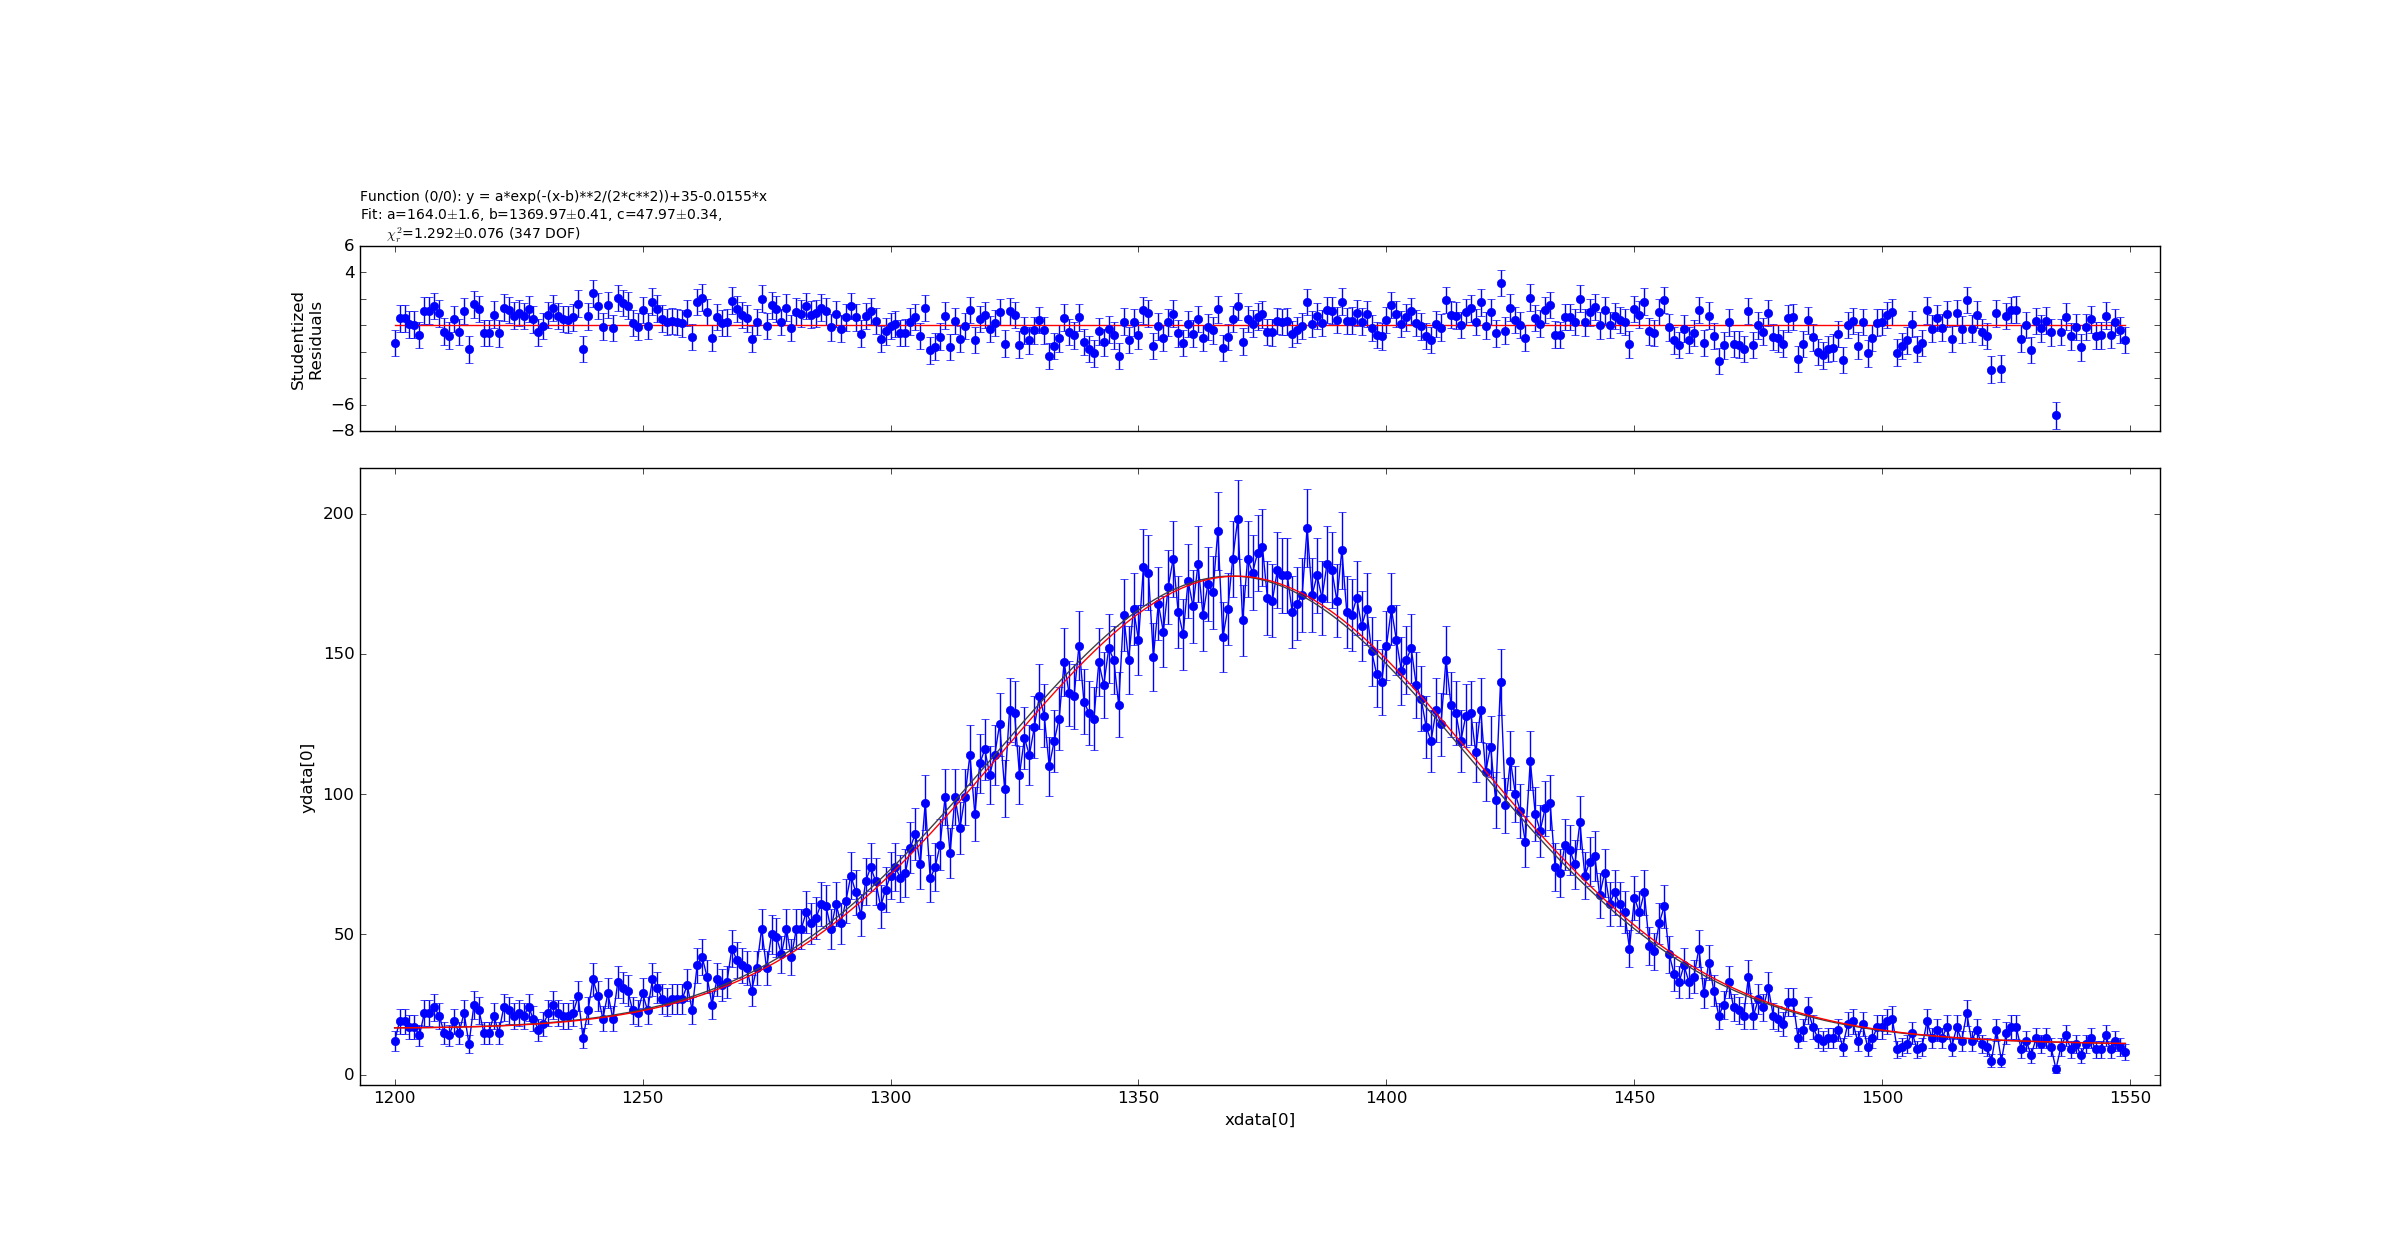 Function (0/0): y = a*exp(-(x-b)**2/(2*c**2))+35-0.0155*x
Fit: a=164.0±1.6, b=1369.97±0.41, c=47.97±0.34,
χ²ᵣ=1.292±0.076 (347 DOF)
6
4
−6
−8
Studentized
Residuals
200
150
100
50
0
ydata[0]
1200 1250 1300 1350 1400 1450 1500 1550
xdata[0]